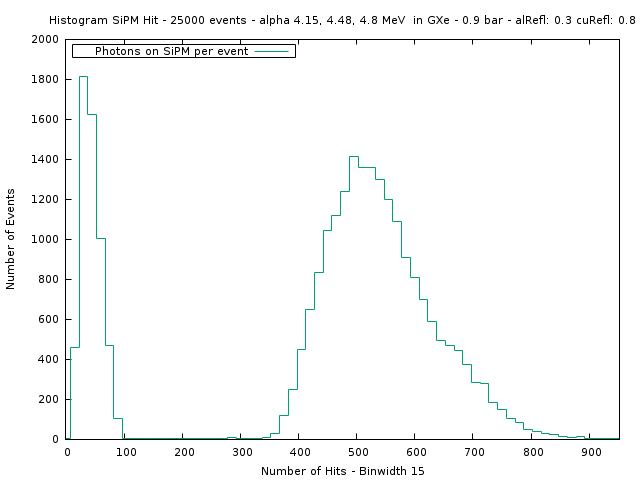 Histogram SiPM Hit - 25000 events - alpha 4.15, 4.48, 4.8 MeV  in GXe - 0.9 bar - alRefl: 0.3 cuRefl: 0.8
Photons on SiPM per event
2000
1800
1600
1400
1200
1000
800
600
400
200
0
Number of Events
0 100 200 300 400 500 600 700 800 900
Number of Hits - Binwidth 15